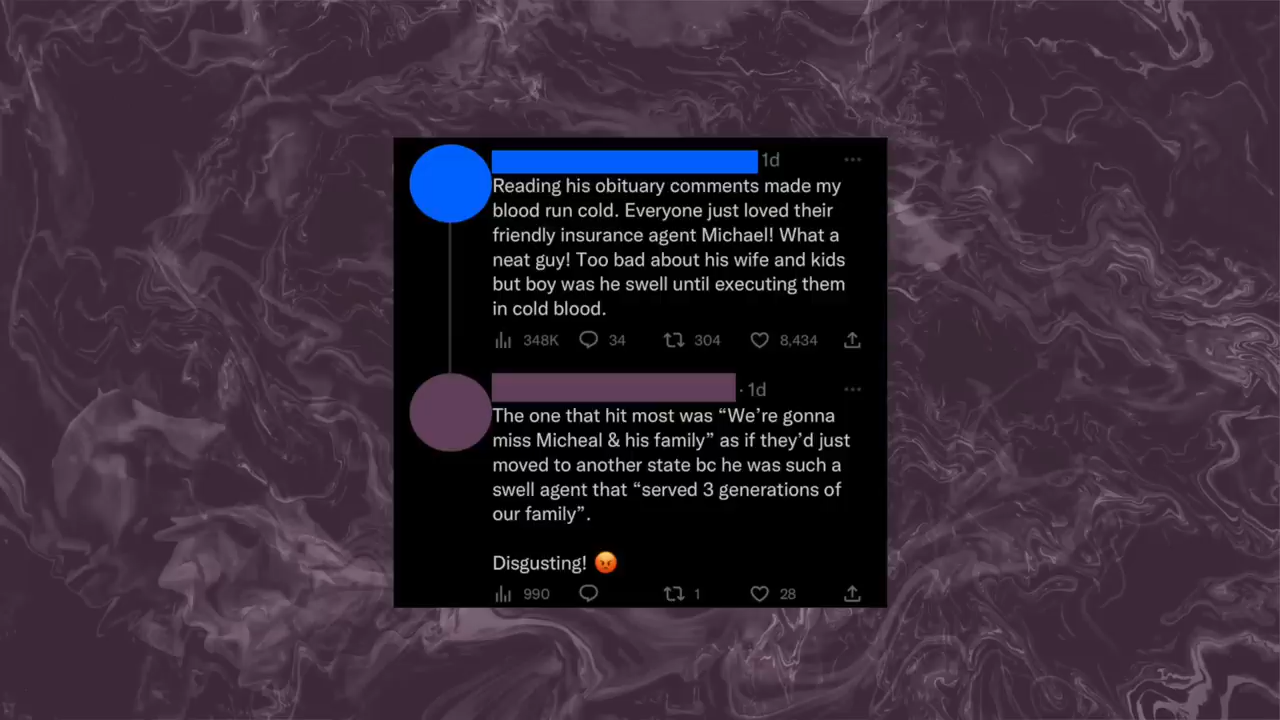 1d
Reading his obituary comments made my
blood run cold. Everyone just loved their
friendly insurance agent Michael! What a
neat guy! Too bad about his wife and kids
but boy was he swell until executing them
in cold blood.
348K 34 304 8,434
· 1d
The one that hit most was “We’re gonna
miss Micheal & his family” as if they’d just
moved to another state bc he was such a
swell agent that “served 3 generations of
our family”.
Disgusting! 😡
990 1 28